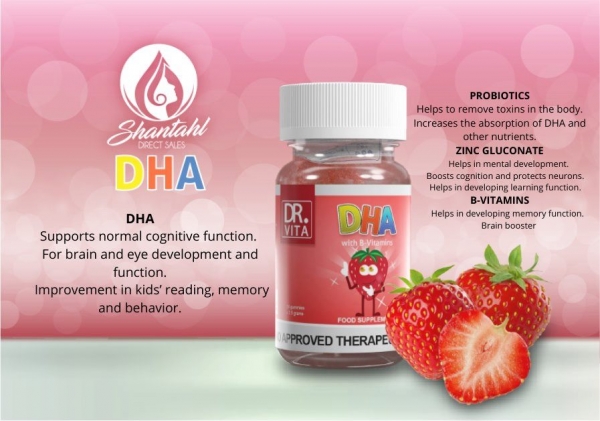 Shantahl
DIRECT SALES
DHA
DHA
Supports normal cognitive function.
For brain and eye development and
function.
Improvement in kids’ reading, memory
and behavior.
DR.
VITA
DHA
with B-Vitamins
FOOD SUPPLEM
APPROVED THERAPE
PROBIOTICS
Helps to remove toxins in the body.
Increases the absorption of DHA and
other nutrients.
ZINC GLUCONATE
Helps in mental development.
Boosts cognition and protects neurons.
Helps in developing learning function.
B-VITAMINS
Helps in developing memory function.
Brain booster